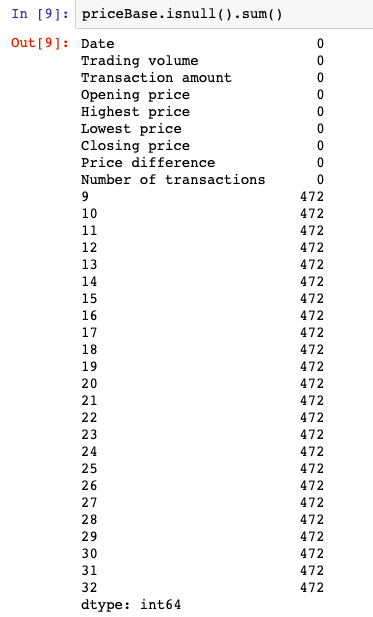 In [9]: priceBase.isnull().sum()
Out[9]: Date 0
Trading volume 0
Transaction amount 0
Opening price 0
Highest price 0
Lowest price 0
Closing price 0
Price difference 0
Number of transactions 0
9 472
10 472
11 472
12 472
13 472
14 472
15 472
16 472
17 472
18 472
19 472
20 472
21 472
22 472
23 472
24 472
25 472
26 472
27 472
28 472
29 472
30 472
31 472
32 472
dtype: int64